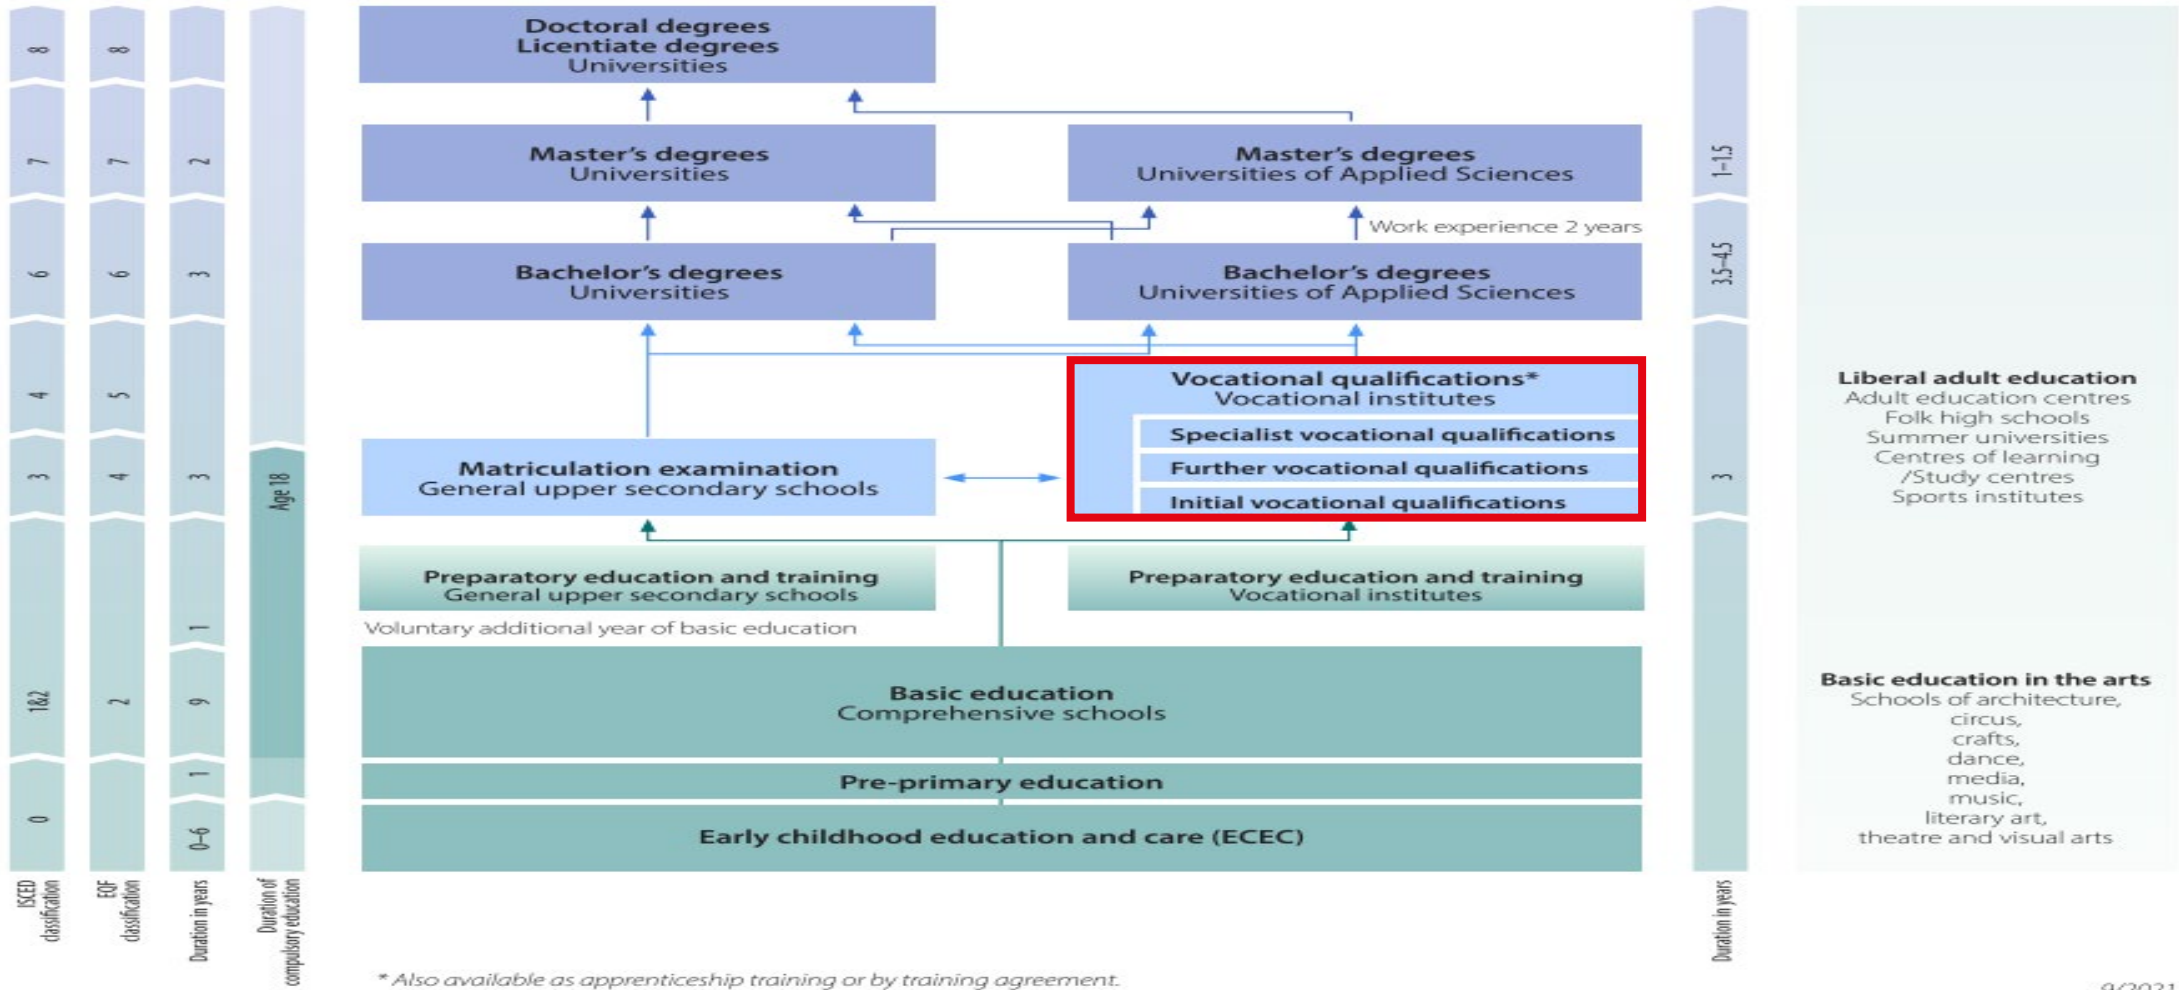 8
7
6
4
3
1&2
0
ISCED
classification
8
7
6
5
4
2
EQF
classification
2
3
3
1
9
1
0–6
Duration in years
Age 18
Duration of
compulsory education
Doctoral degrees
Licentiate degrees
Universities
Master's degrees
Universities
Master's degrees
Universities of Applied Sciences
Work experience 2 years
Bachelor's degrees
Universities
Bachelor's degrees
Universities of Applied Sciences
Vocational qualifications*
Vocational institutes
Specialist vocational qualifications
Further vocational qualifications
Initial vocational qualifications
Matriculation examination
General upper secondary schools
Preparatory education and training
General upper secondary schools
Preparatory education and training
Vocational institutes
Voluntary additional year of basic education
Basic education
Comprehensive schools
Pre-primary education
Early childhood education and care (ECEC)
* Also available as apprenticeship training or by training agreement.
1–1.5
3.5–4.5
3
Duration in years
Liberal adult education
Adult education centres
Folk high schools
Summer universities
Centres of learning
/Study centres
Sports institutes
Basic education in the arts
Schools of architecture,
circus,
crafts,
dance,
media,
music,
literary art,
theatre and visual arts
9/2021